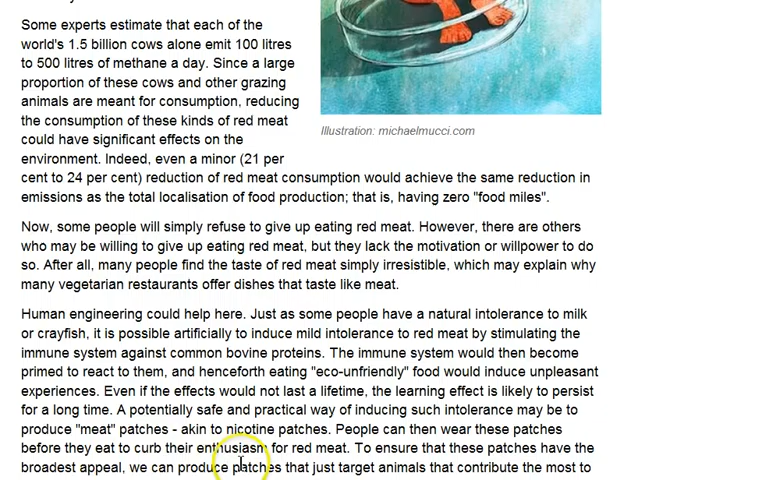 Some experts estimate that each of the
world's 1.5 billion cows alone emit 100 litres
to 500 litres of methane a day. Since a large
proportion of these cows and other grazing
animals are meant for consumption, reducing
the consumption of these kinds of red meat
could have significant effects on the
environment. Indeed, even a minor (21 per
cent to 24 per cent) reduction of red meat consumption would achieve the same reduction in
emissions as the total localisation of food production; that is, having zero "food miles".
Illustration: michaelmucci.com
Now, some people will simply refuse to give up eating red meat. However, there are others
who may be willing to give up eating red meat, but they lack the motivation or willpower to do
so. After all, many people find the taste of red meat simply irresistible, which may explain why
many vegetarian restaurants offer dishes that taste like meat.
Human engineering could help here. Just as some people have a natural intolerance to milk
or crayfish, it is possible artificially to induce mild intolerance to red meat by stimulating the
immune system against common bovine proteins. The immune system would then become
primed to react to them, and henceforth eating "eco-unfriendly" food would induce unpleasant
experiences. Even if the effects would not last a lifetime, the learning effect is likely to persist
for a long time. A potentially safe and practical way of inducing such intolerance may be to
produce "meat" patches - akin to nicotine patches. People can then wear these patches
before they eat to curb their enthusiasm for red meat. To ensure that these patches have the
broadest appeal, we can produce patches that just target animals that contribute the most to